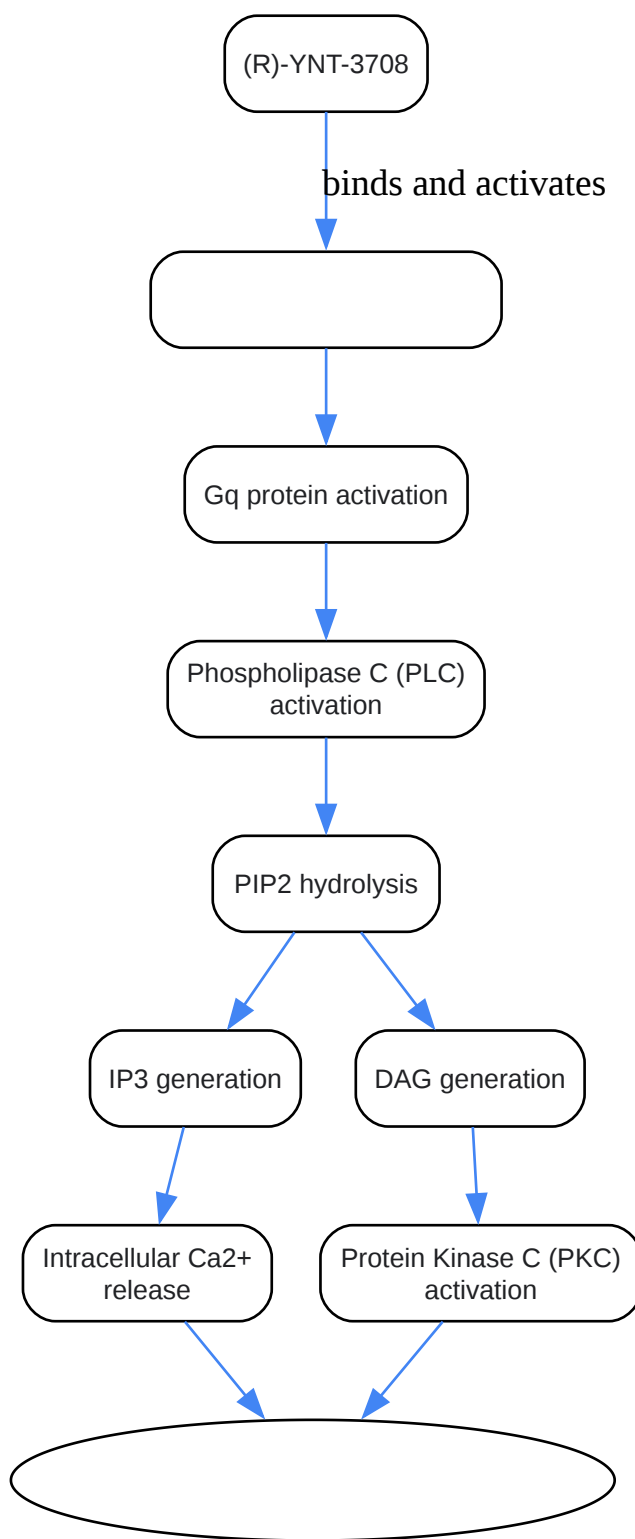 (R)-YNT-3708
binds and activates
Gq protein activation
Phospholipase C (PLC)
activation
PIP2 hydrolysis
IP3 generation
DAG generation
Intracellular Ca2+
release
Protein Kinase C (PKC)
activation